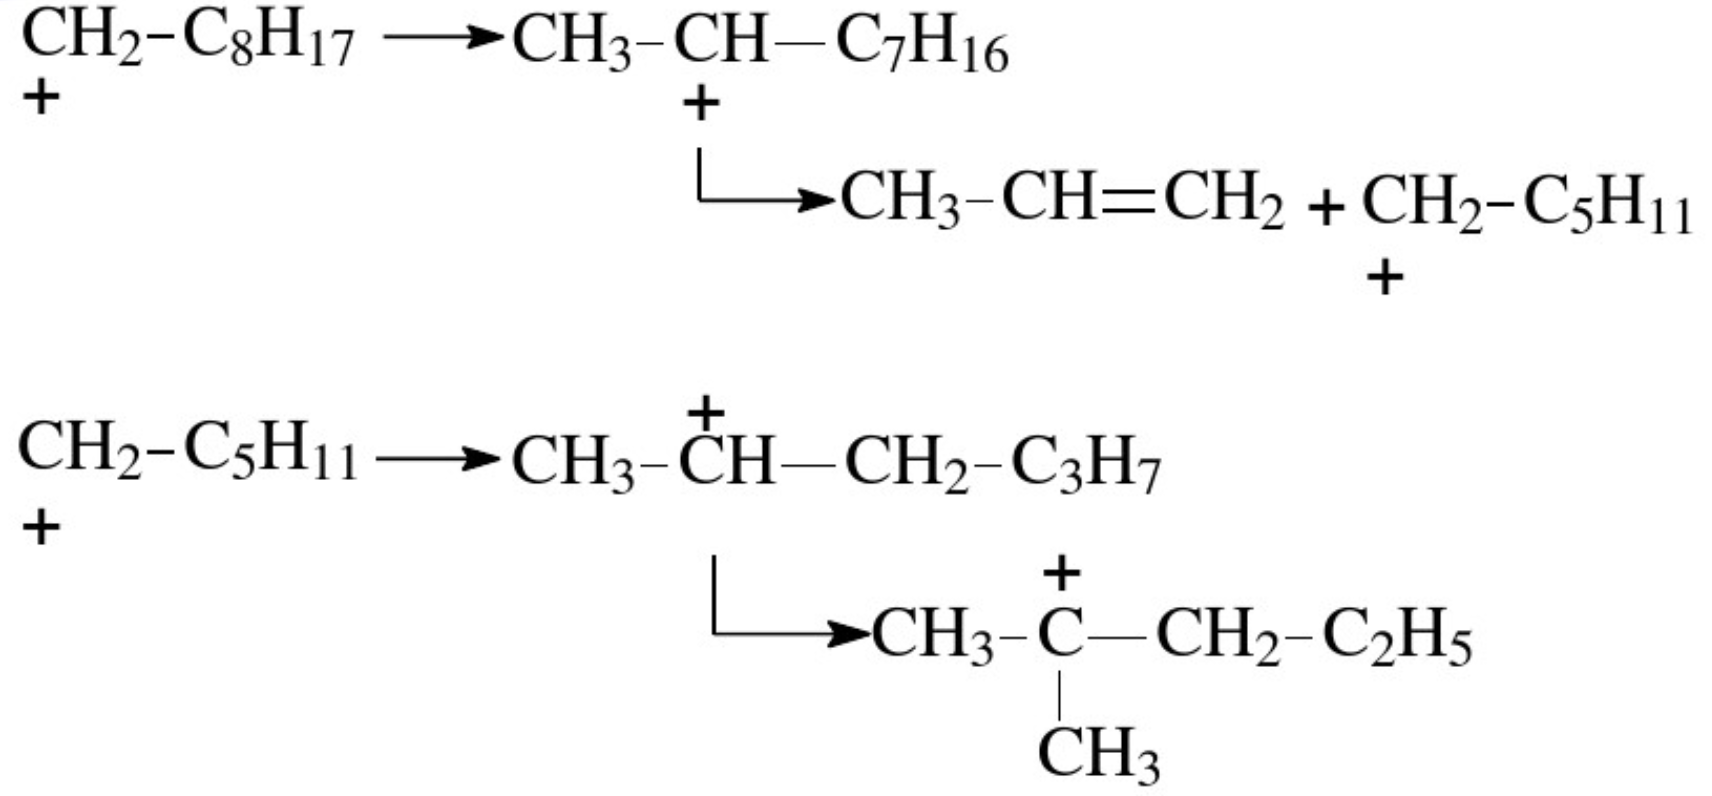 CH₂-C₈H₁₇ → CH₃-CH—C₇H₁₆
+ +
CH₃-CH=CH₂ + CH₂-C₅H₁₁
+
+
CH₂-C₅H₁₁ → CH₃-CH—CH₂-C₃H₇
+
+
CH₃-C—CH₂-C₂H₅
CH₃